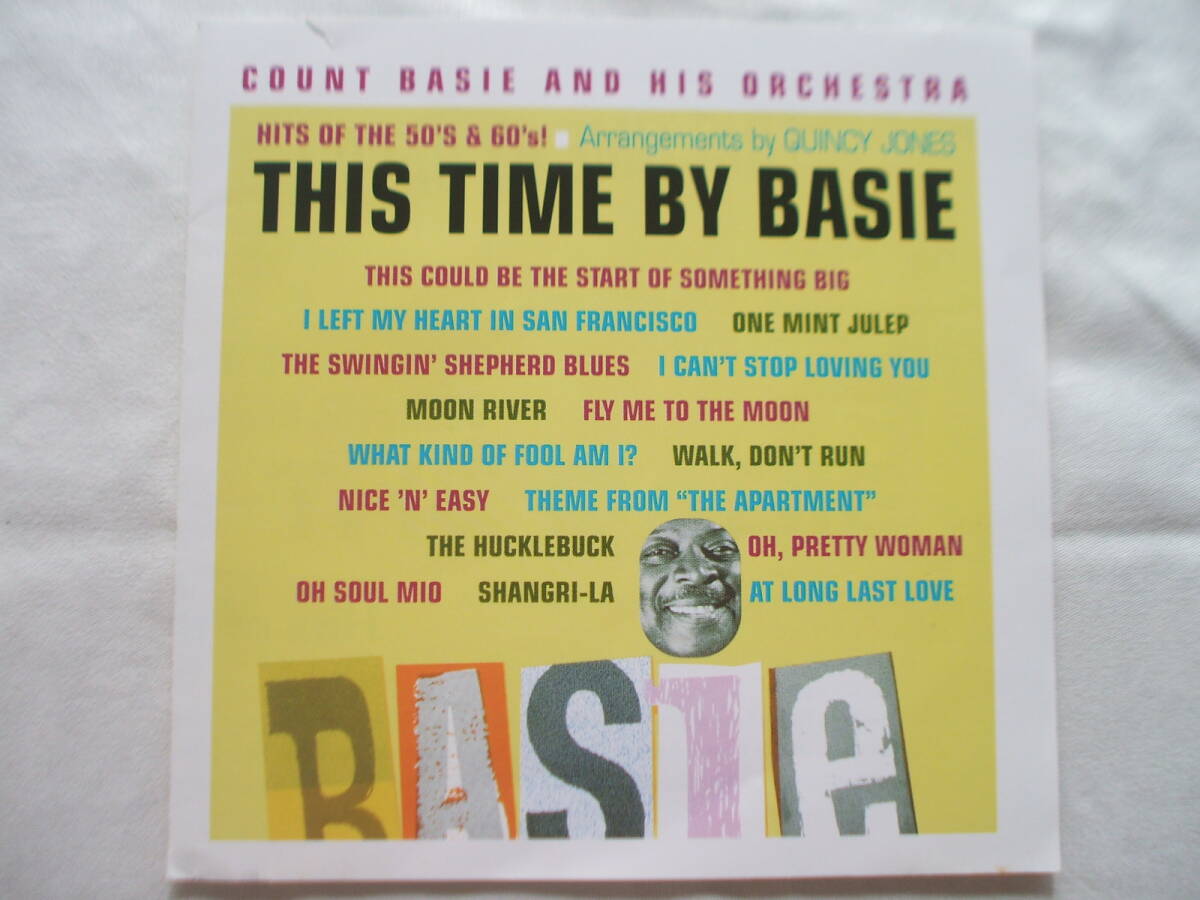 COUNT BASIE AND HIS ORCHESTRA
HITS OF THE 50'S & 60's! Arrangements by QUINCY JONES
THIS TIME BY BASIE
THIS COULD BE THE START OF SOMETHING BIG
I LEFT MY HEART IN SAN FRANCISCO ONE MINT JULEP
THE SWINGIN' SHEPHERD BLUES I CAN'T STOP LOVING YOU
MOON RIVER FLY ME TO THE MOON
WHAT KIND OF FOOL AM I? WALK, DON'T RUN
NICE 'N' EASY THEME FROM "THE APARTMENT"
THE HUCKLEBUCK OH, PRETTY WOMAN
OH SOUL MIO SHANGRI-LA AT LONG LAST LOVE
BASie